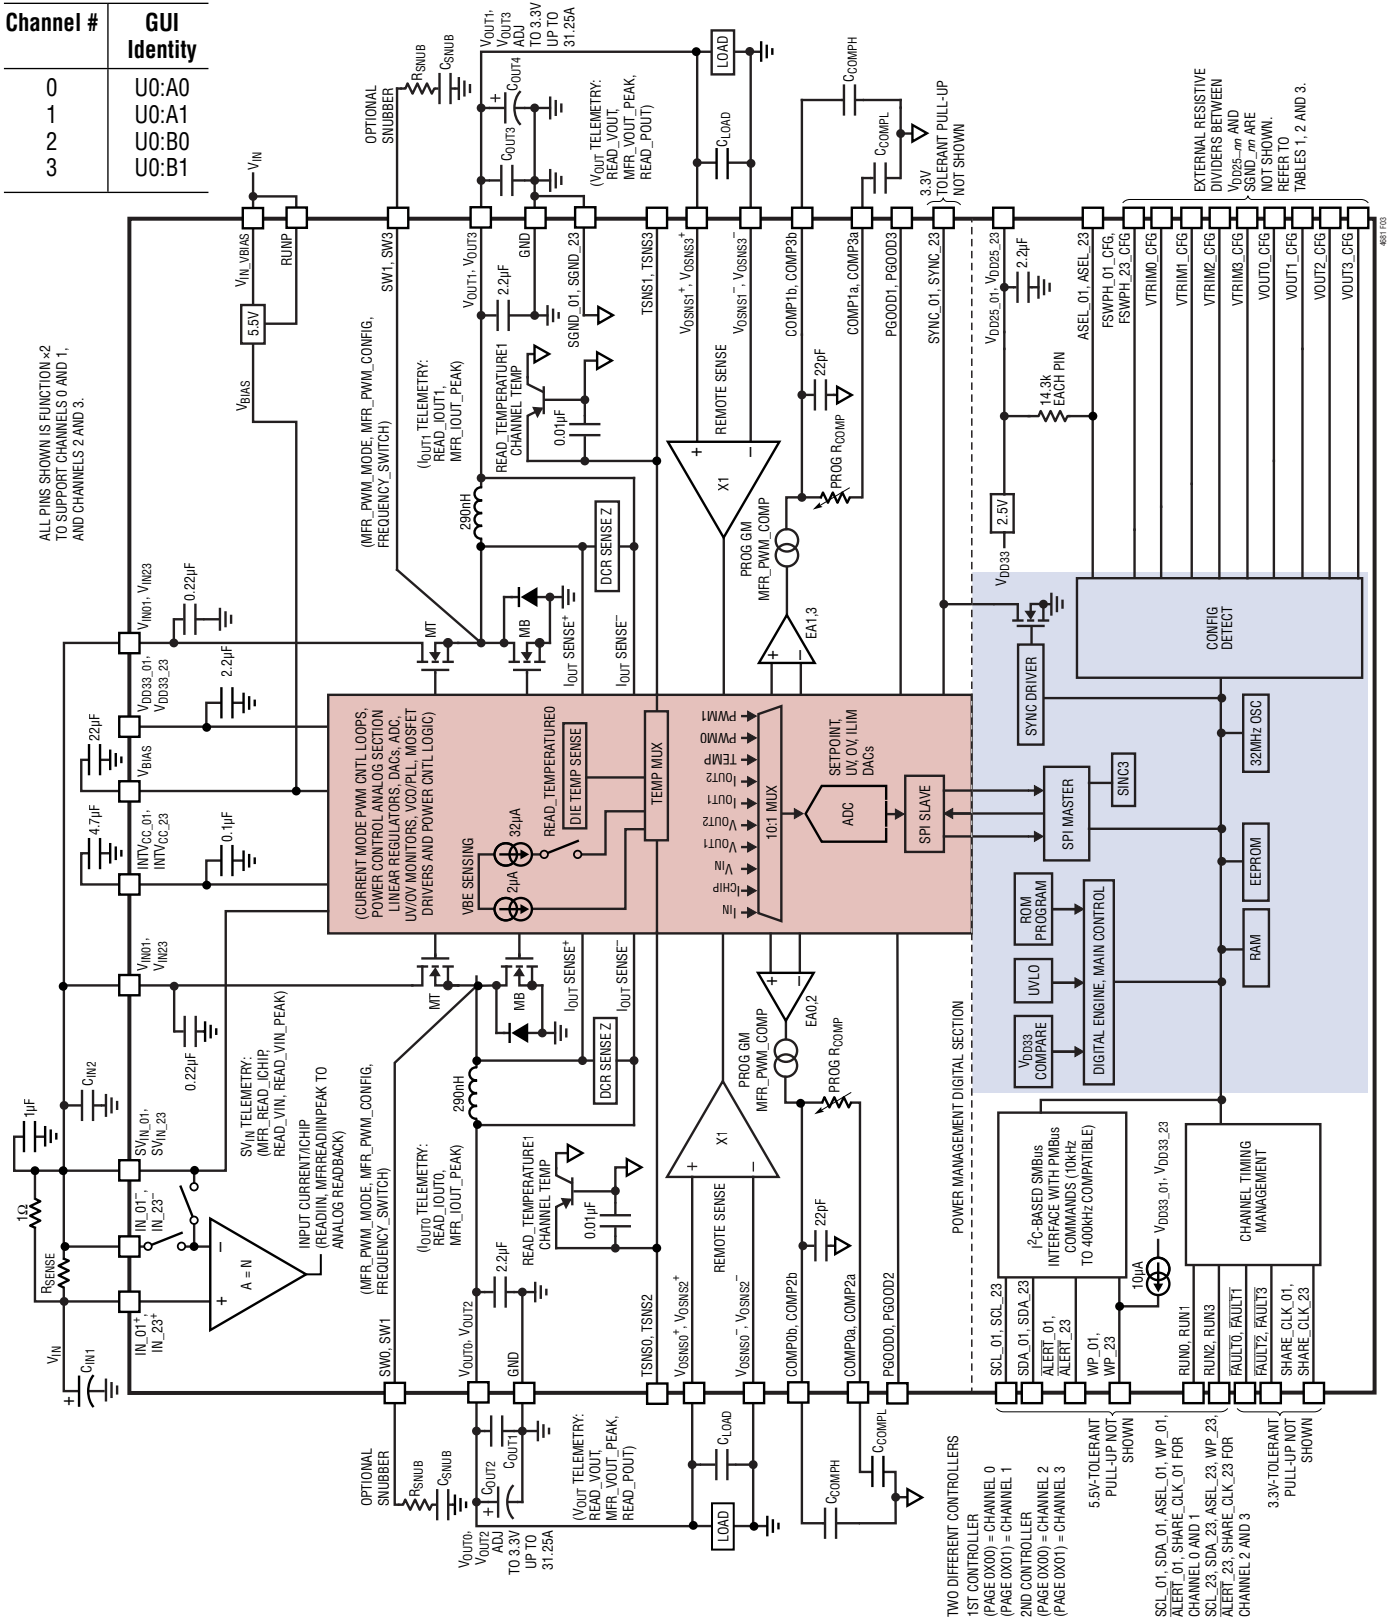 Channel #
GUI
Identity
0
U0:A0
1
U0:A1
2
U0:B0
3
U0:B1
ALL PINS SHOWN IS FUNCTION ×2
TO SUPPORT CHANNELS 0 AND 1,
AND CHANNELS 2 AND 3.
VIN
VIN_VBIAS
RUNP
5.5V
VBIAS
OPTIONAL
SNUBBER
RSNUB
CSNUB
SW1, SW3
(MFR_PWM_MODE, MFR_PWM_CONFIG,
FREQUENCY_SWITCH)
VOUT1,
VOUT3
ADJ
TO 3.3V
UP TO
31.25A
COUT4
COUT3
VOUT1, VOUT3
2.2µF
GND
SGND_01, SGND_23
(VOUT TELEMETRY:
READ_VOUT,
MFR_VOUT_PEAK,
READ_POUT)
(IOUT1 TELEMETRY:
READ_IOUT1,
MFR_IOUT_PEAK)
READ_TEMPERATURE1
CHANNEL TEMP
0.01µF
290nH
DCR SENSE Z
TSNS1, TSNS3
LOAD
CLOAD
VOSNS1+, VOSNS3+
VOSNS1–, VOSNS3–
REMOTE SENSE
X1
CCOMPH
CCOMPL
COMP1b, COMP3b
COMP1a, COMP3a
22pF
PROG RCOMP
PROG GM
MFR_PWM_COMP
EA1,3
PGOOD1, PGOOD3
3.3V
TOLERANT PULL-UP
NOT SHOWN
SYNC_01, SYNC_23
VDD25_01, VDD25_23
2.2µF
14.3k
EACH PIN
2.5V
VDD33
ASEL_01, ASEL_23
FSWPH_01_CFG,
FSWPH_23_CFG
VTRIM0_CFG
VTRIM1_CFG
VTRIM2_CFG
VTRIM3_CFG
VOUT0_CFG
VOUT1_CFG
VOUT2_CFG
VOUT3_CFG
EXTERNAL RESISTIVE
DIVIDERS BETWEEN
VDD25_nn AND
SGND_nn ARE
NOT SHOWN.
REFER TO
TABLES 1, 2 AND 3.
4681 F03
VIN01, VIN23
0.22µF
VDD33_01,
VDD33_23
2.2µF
22µF
VBIAS
4.7µF
INTVCC_01,
INTVCC_23
0.1µF
MT
MB
IOUT SENSE+
IOUT SENSE–
(CURRENT MODE PWM CNTL LOOPS,
POWER CONTROL ANALOG SECTION
LINEAR REGULATORS, DACs, ADC,
UV/OV MONITORS, VCO/PLL, MOSFET
DRIVERS AND POWER CNTL LOGIC)
VBE SENSING
2µA
32µA
READ_TEMPERATURE0
DIE TEMP SENSE
TEMP MUX
IIN
ICHIP
VIN
VOUT1
VOUT2
IOUT1
IOUT2
TEMP
PWM0
PWM1
10:1 MUX
ADC
SETPOINT,
UV, OV, ILIM
DACs
SPI SLAVE
POWER MANAGEMENT DIGITAL SECTION
SYNC DRIVER
CONFIG
DETECT
SPI MASTER
SINC3
32MHz OSC
EEPROM
RAM
ROM
PROGRAM
UVLO
VDD33
COMPARE
DIGITAL ENGINE, MAIN CONTROL
VIN01,
VIN23
0.22µF
CIN2
1µF
1Ω
RSENSE
SVIN_01,
SVIN_23
SVIN TELEMETRY:
(MFR_READ_ICHIP,
READ_VIN, READ_VIN_PEAK)
IN_01–,
IN_23–
IN_01+,
IN_23+
A = N
INPUT CURRENT/ICHIP
(READIIN, MFRREADIINPEAK TO
ANALOG READBACK)
VIN
CIN1
MT
MB
IOUT SENSE+
IOUT SENSE–
(MFR_PWM_MODE, MFR_PWM_CONFIG,
FREQUENCY_SWITCH)
SW0, SW1
OPTIONAL
SNUBBER
RSNUB
CSNUB
290nH
DCR SENSE Z
(IOUT0 TELEMETRY:
READ_IOUT0,
MFR_IOUT_PEAK)
READ_TEMPERATURE1
CHANNEL TEMP
0.01µF
2.2µF
VOUT0, VOUT2
GND
COUT1
COUT2
VOUT0,
VOUT2
ADJ
TO 3.3V
UP TO
31.25A
(VOUT TELEMETRY:
READ_VOUT,
MFR_VOUT_PEAK,
READ_POUT)
TSNS0, TSNS2
REMOTE SENSE
X1
VOSNS0+, VOSNS2+
VOSNS0–, VOSNS2–
CLOAD
LOAD
EA0,2
PROG GM
MFR_PWM_COMP
PROG RCOMP
22pF
COMP0b, COMP2b
COMP0a, COMP2a
CCOMPH
CCOMPL
PGOOD0, PGOOD2
I2C-BASED SMBus
INTERFACE WITH PMBus
COMMANDS (10kHz
TO 400kHz COMPATIBLE)
10µA
VDD33_01, VDD33_23
CHANNEL TIMING
MANAGEMENT
SCL_01, SCL_23
SDA_01, SDA_23
ALERT_01,
ALERT_23
WP_01,
WP_23
RUN0, RUN1
RUN2, RUN3
FAULT0, FAULT1
FAULT2, FAULT3
SHARE_CLK_01,
SHARE_CLK_23
5.5V-TOLERANT
PULL-UP NOT
SHOWN
3.3V-TOLERANT
PULL-UP NOT
SHOWN
TWO DIFFERENT CONTROLLERS
1ST CONTROLLER
(PAGE 0X00) = CHANNEL 0
(PAGE 0X01) = CHANNEL 1
2ND CONTROLLER
(PAGE 0X00) = CHANNEL 2
(PAGE 0X01) = CHANNEL 3
SCL_01, SDA_01, ASEL_01, WP_01,
ALERT_01, SHARE_CLK_01 FOR
CHANNEL 0 AND 1
SCL_23, SDA_23, ASEL_23, WP_23,
ALERT_23, SHARE_CLK_23 FOR
CHANNEL 2 AND 3